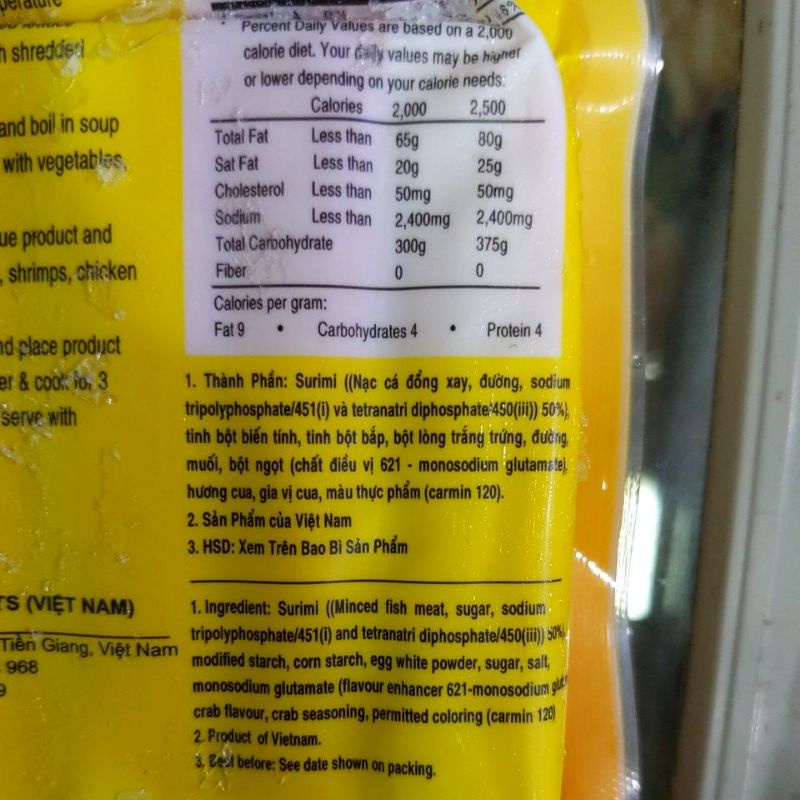 perature
h shredded
and boil in soup
with vegetables,
ue product and
, shrimps, chicken
nd place product
er & cook for 3
serve with
TS (VIỆT NAM)
Tiền Giang, Việt Nam
968
9
* Percent Daily Values are based on a 2,000
calorie diet. Your daily values may be higher
or lower depending on your calorie needs:
Calories 2,000 2,500
Total Fat Less than 65g 80g
Sat Fat Less than 20g 25g
Cholesterol Less than 50mg 50mg
Sodium Less than 2,400mg 2,400mg
Total Carbohydrate 300g 375g
Fiber 0 0
Calories per gram:
Fat 9 • Carbohydrates 4 • Protein 4
1. Thành Phần: Surimi ((Nạc cá đổng xay, đường, sodium
tripolyphosphate/451(i) và tetranatri diphosphate/450(iii)) 50%),
tinh bột biến tính, tinh bột bắp, bột lòng trắng trứng, đường,
muối, bột ngọt (chất điều vị 621 - monosodium glutamate),
hương cua, gia vị cua, màu thực phẩm (carmin 120).
2. Sản Phẩm của Việt Nam
3. HSD: Xem Trên Bao Bì Sản Phẩm
1. Ingredient: Surimi ((Minced fish meat, sugar, sodium
tripolyphosphate/451(i) and tetranatri diphosphate/450(iii)) 50%),
modified starch, corn starch, egg white powder, sugar, salt,
monosodium glutamate (flavour enhancer 621-monosodium
crab flavour, crab seasoning, permitted coloring (carmin 120)
2. Product of Vietnam.
3. Best before: See date shown on packing.